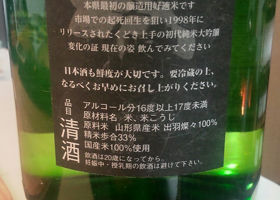 本県最初の醸造用好適米です
市場での起死回生を狙い1998年に
リリースされたくどき上手の初代純米大吟醸
変化の証 現在の姿 飲んでみてください
日本酒も鮮度が大切です。要冷蔵の上、
なるべくお早めにお召し上がりください。
アルコール分16度以上17度未満
品目 清酒
原材料名 米、米こうじ
原料米 山形県産米 出羽燦々100%
精米歩合33%
国産米100%使用
飲酒は20歳になってから。
妊娠中・授乳期の飲酒は避けて下さい。